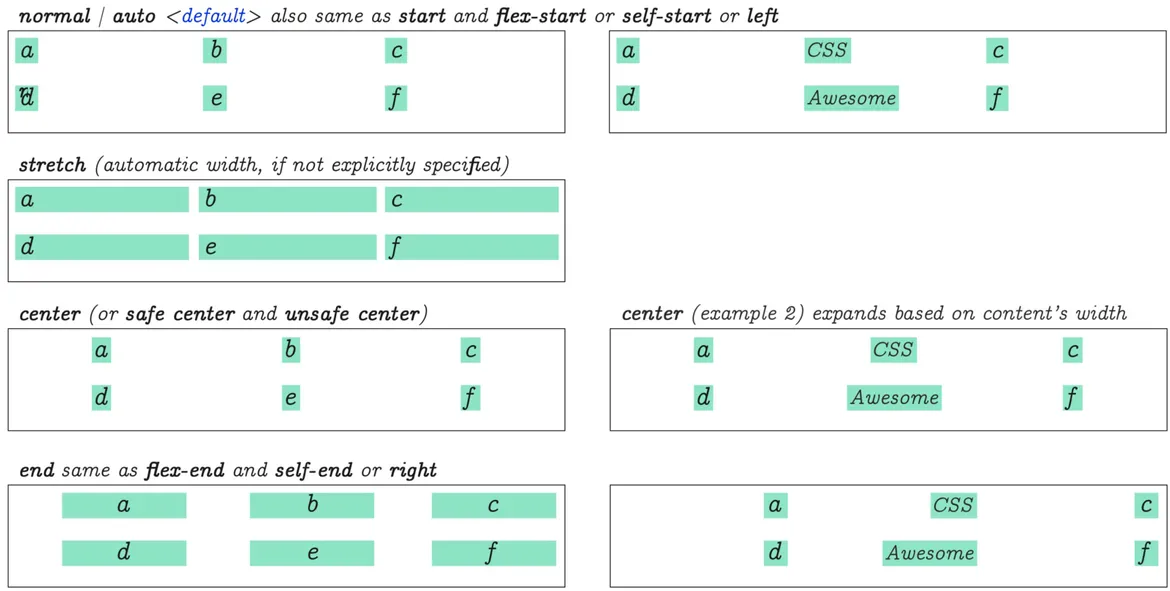 normal | auto <default> also same as start and flex-start or self-start or left
a b c
d e f
a CSS c
d Awesome f
stretch (automatic width, if not explicitly specified)
a b c
d e f
center (or safe center and unsafe center)
a b c
d e f
center (example 2) expands based on content's width
a CSS c
d Awesome f
end same as flex-end and self-end or right
a b c
d e f
a CSS c
d Awesome f